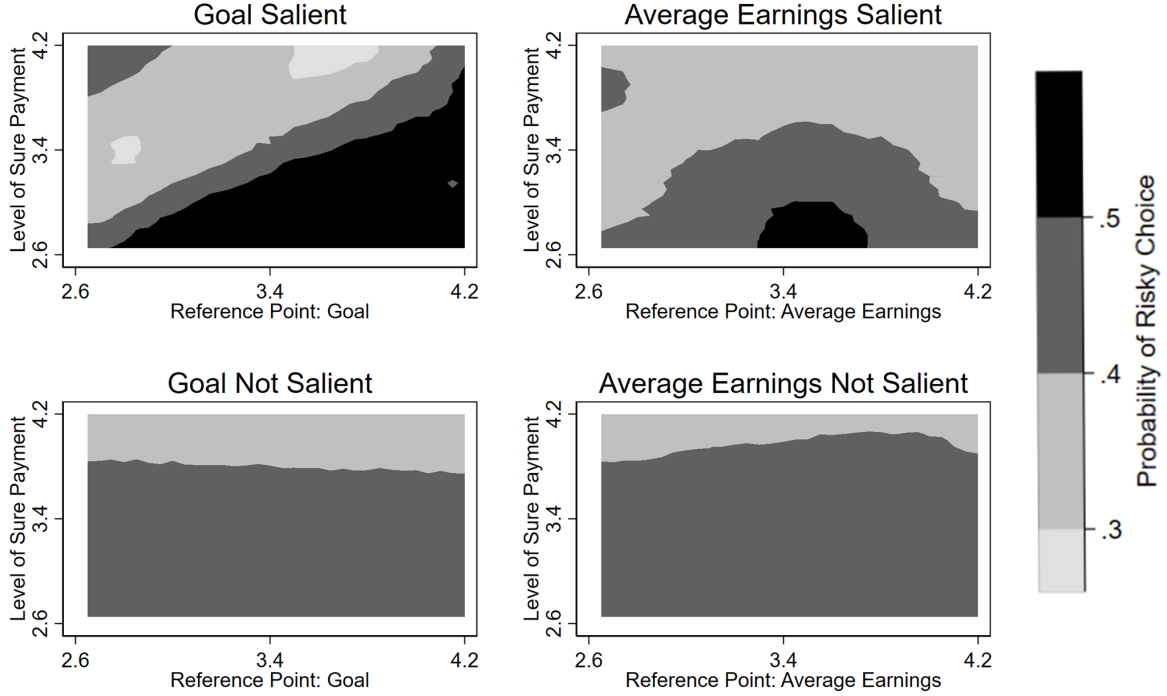 Goal Salient
Level of Sure Payment
4.2
3.4
2.6
2.6 3.4 4.2
Reference Point: Goal
Average Earnings Salient
Level of Sure Payment
4.2
3.4
2.6
2.6 3.4 4.2
Reference Point: Average Earnings
Goal Not Salient
Level of Sure Payment
4.2
3.4
2.6
2.6 3.4 4.2
Reference Point: Goal
Average Earnings Not Salient
Level of Sure Payment
4.2
3.4
2.6
2.6 3.4 4.2
Reference Point: Average Earnings
.5
.4
.3
Probability of Risky Choice